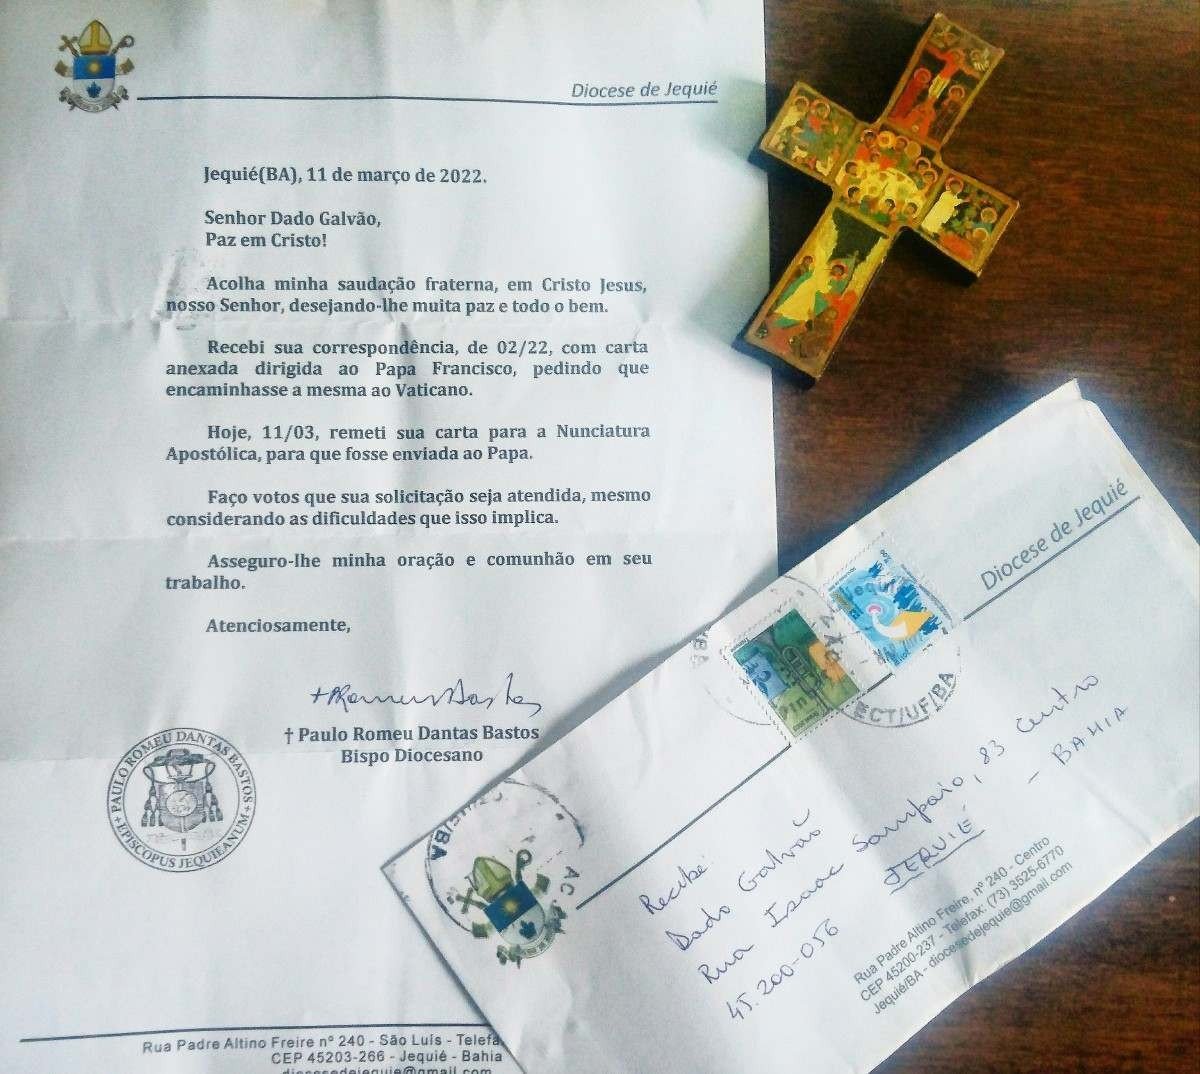 Diocese de Jequié
Jequié(BA), 11 de março de 2022.
Senhor Dado Galvão,
Paz em Cristo!
Acolha minha saudação fraterna, em Cristo Jesus,
nosso Senhor, desejando-lhe muita paz e todo o bem.
Recebi sua correspondência, de 02/22, com carta
anexada dirigida ao Papa Francisco, pedindo que
encaminhasse a mesma ao Vaticano.
Hoje, 11/03, remeti sua carta para a Nunciatura
Apostólica, para que fosse enviada ao Papa.
Faço votos que sua solicitação seja atendida, mesmo
considerando as dificuldades que isso implica.
Asseguro-lhe minha oração e comunhão em seu
trabalho.
Atenciosamente,
† Paulo Romeu Dantas Bastos
Bispo Diocesano
PAULO ROMEU DANTAS BASTOS
EPISCOPUS JEQUIEANUM
Rua Padre Altino Freire nº 240 - São Luís - Telefa
CEP 45203-266 - Jequié - Bahia
diocesedejequie@gmail.com
Diocese de Jequié
ECT/UF/BA
Recibe:
Dado Galvão
Rua Isaac Sampaio, 83 Centro
45.200-056 JEQUIÉ - BAHIA
Rua Padre Altino Freire, nº 240 - Centro
CEP 45200-237 - Telefax: (73) 3525-6770
Jequié/BA - diocesedejequie@gmail.com